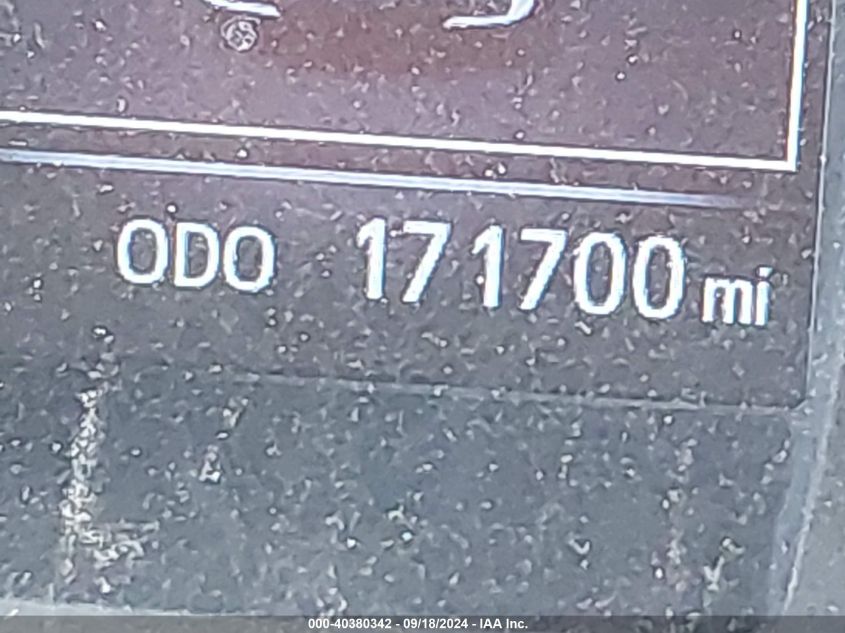 ODO 171700 mi
000-40380342 - 09/18/2024 - IAA Inc.